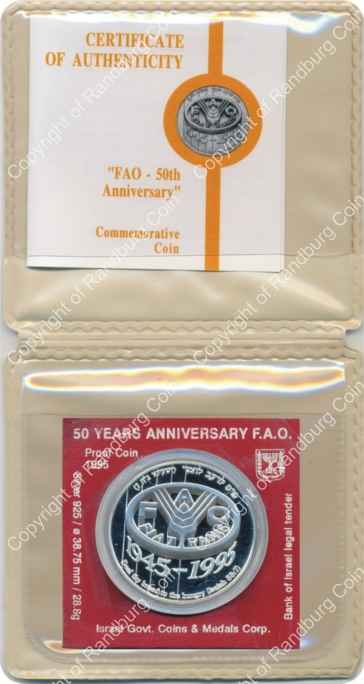 CERTIFICATE
OF AUTHENTICITY
"FAO - 50th
Anniversary"
Commemorative
Coin
50 YEARS ANNIVERSARY F.A.O.
Proof Coin
1995
Silver 925 / ø 38.75 mm / 28.8g
F A O
FIAT PANIS
1945-1995
Bank of Israel legal tender
Israel Govt. Coins & Medals Corp.
Copyright of Randburg Coin